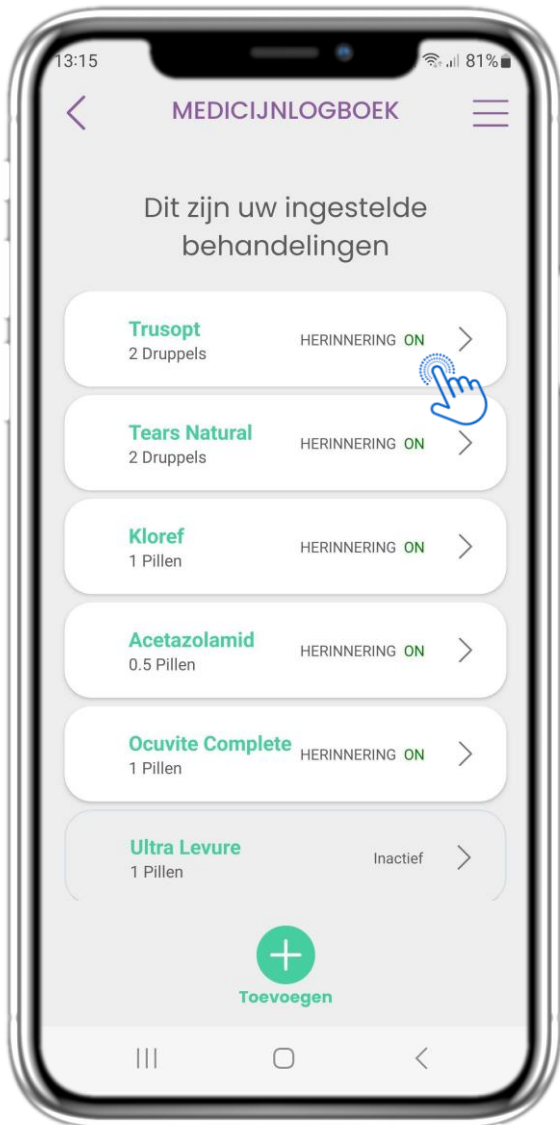 13:15
81%
MEDICIJNLOGBOEK
Dit zijn uw ingestelde
behandelingen
Trusopt
2 Druppels
HERINNERING ON
Tears Natural
2 Druppels
HERINNERING ON
Kloref
1 Pillen
HERINNERING ON
Acetazolamid
0.5 Pillen
HERINNERING ON
Ocuvite Complete
1 Pillen
HERINNERING ON
Ultra Levure
1 Pillen
Inactief
Toevoegen